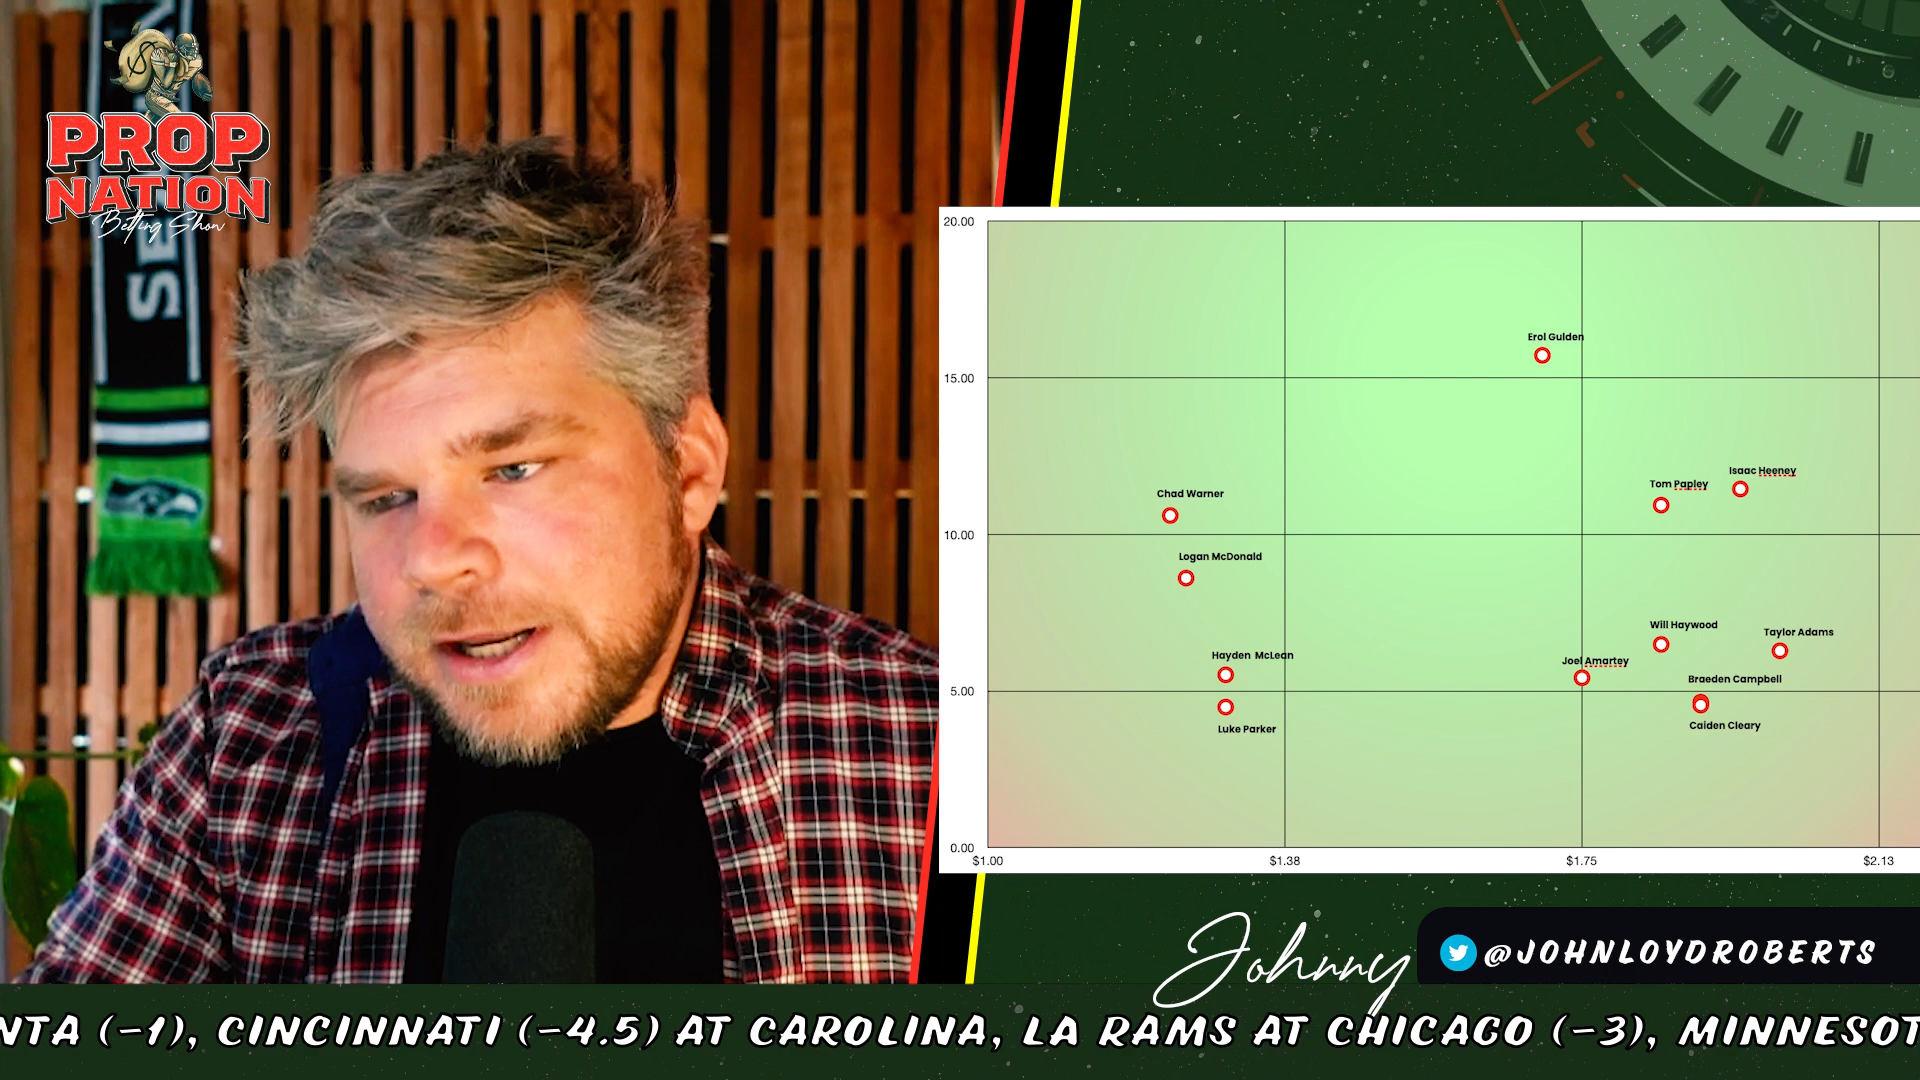 PROP
NATION
Betting Show
SE
20.00
15.00
10.00
5.00
0.00
$1.00
$1.38
$1.75
$2.13
Erol Gulden
Isaac Heeney
Tom Papley
Chad Warner
Logan McDonald
Will Haywood
Taylor Adams
Hayden McLean
Joel Amartey
Braeden Campbell
Luke Parker
Caiden Cleary
Johnny
@JOHNLOYDROBERTS
NTA (-1), CINCINNATI (-4.5) AT CAROLINA, LA RAMS AT CHICAGO (-3), MINNESOT